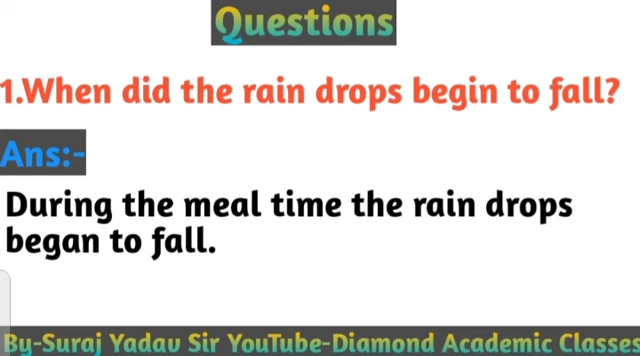 Questions
1.When did the rain drops begin to fall?
Ans:-
During the meal time the rain drops
began to fall.
By-Suraj Yadav Sir YouTube-Diamond Academic Classes